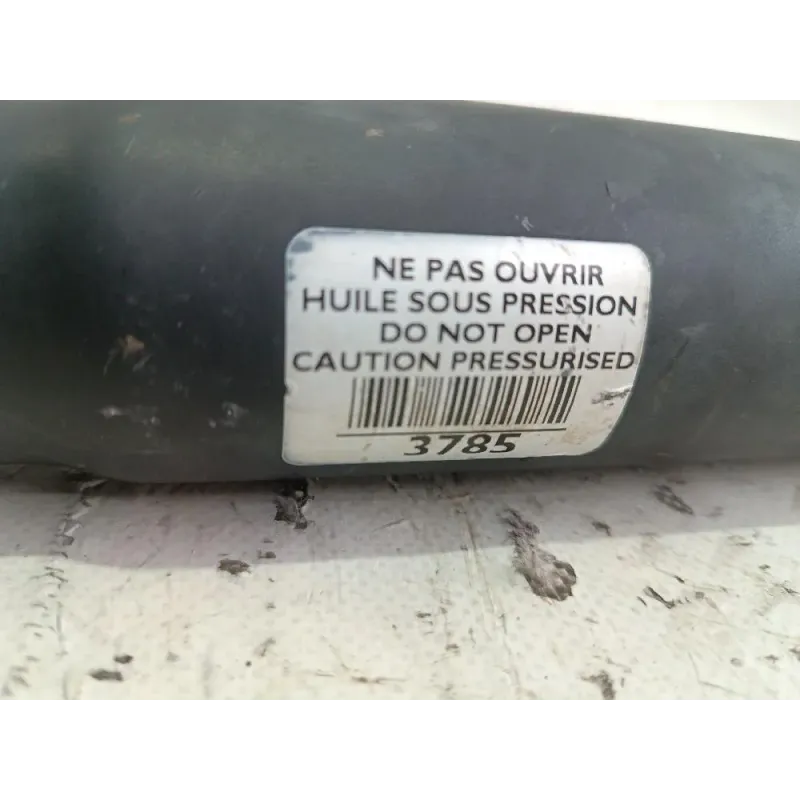 NE PAS OUVRIR
HUILE SOUS PRESSION
DO NOT OPEN
CAUTION PRESSURISED
3785